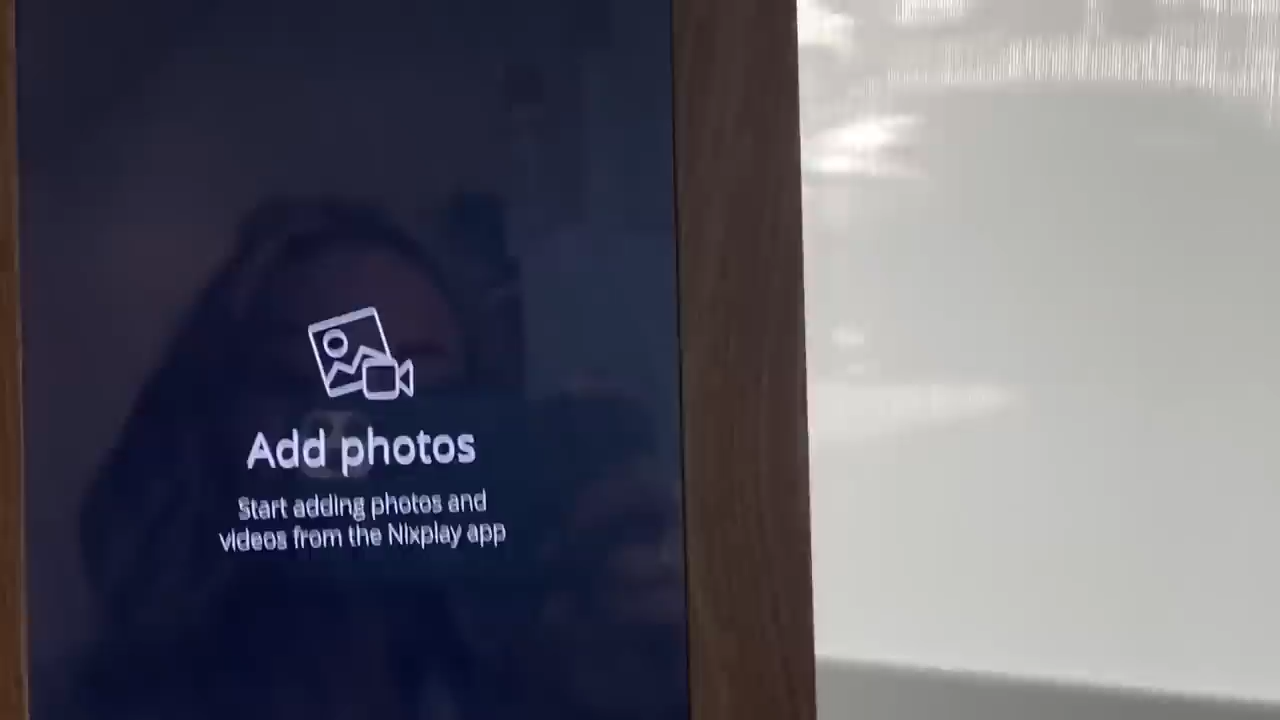 Add photos
Start adding photos and
videos from the Nixplay app